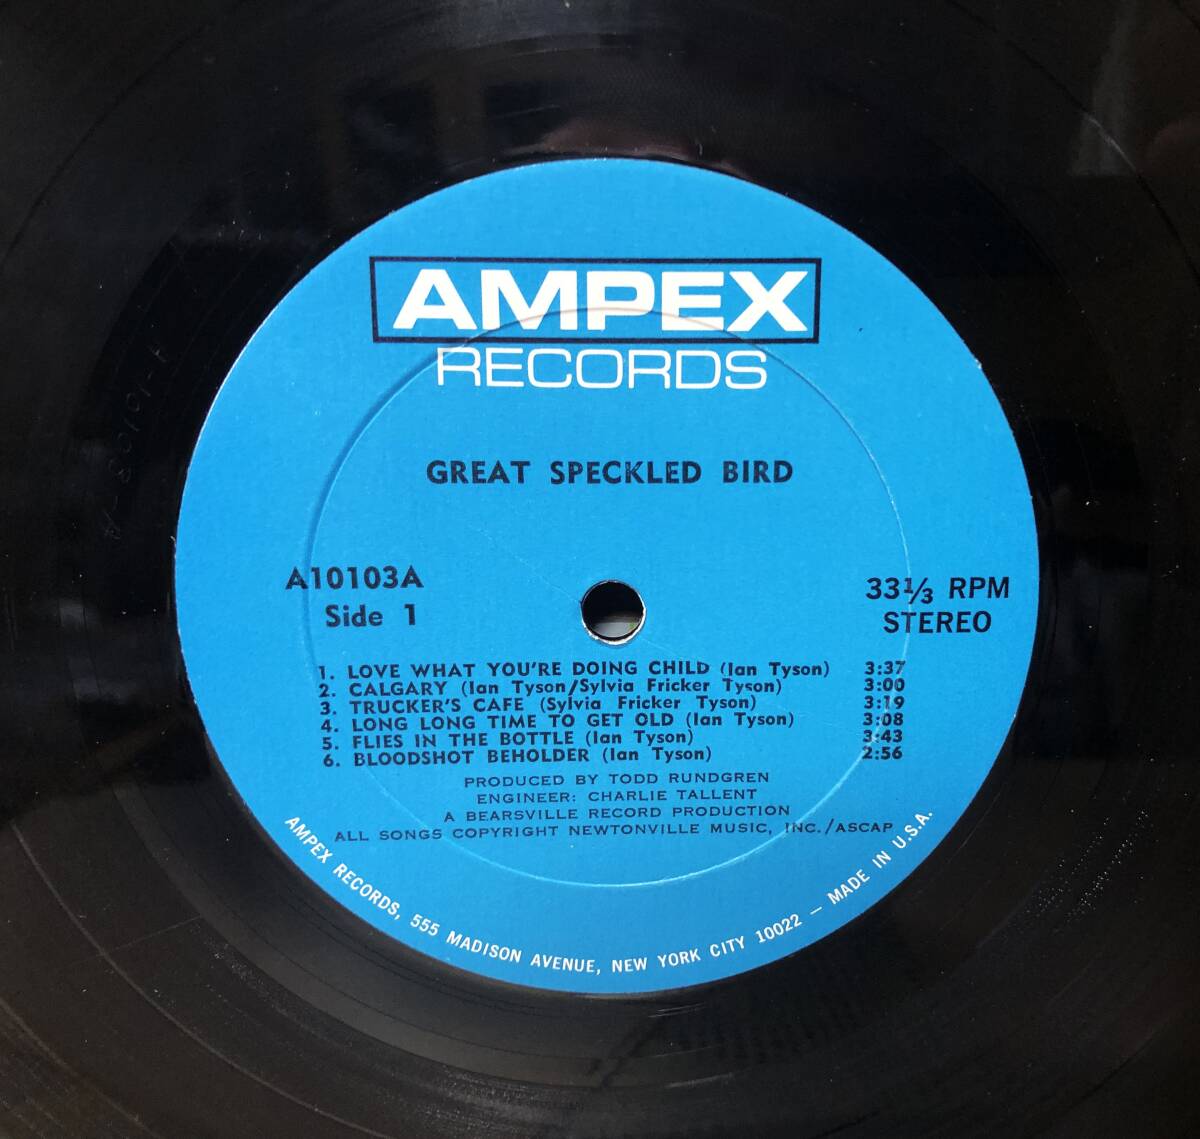 AMPEX
RECORDS
GREAT SPECKLED BIRD
A10103A
Side 1
33⅓ RPM
STEREO
1. LOVE WHAT YOU'RE DOING CHILD (Ian Tyson) 3:37
2. CALGARY (Ian Tyson/Sylvia Fricker Tyson) 3:00
3. TRUCKER'S CAFE (Sylvia Fricker Tyson) 3:19
4. LONG LONG TIME TO GET OLD (Ian Tyson) 3:08
5. FLIES IN THE BOTTLE (Ian Tyson) 3:43
6. BLOODSHOT BEHOLDER (Ian Tyson) 2:56
PRODUCED BY TODD RUNDGREN
ENGINEER: CHARLIE TALLENT
A BEARSVILLE RECORD PRODUCTION
ALL SONGS COPYRIGHT NEWTONVILLE MUSIC, INC./ASCAP
AMPEX RECORDS, 555 MADISON AVENUE, NEW YORK CITY 10022 — MADE IN U.S.A.